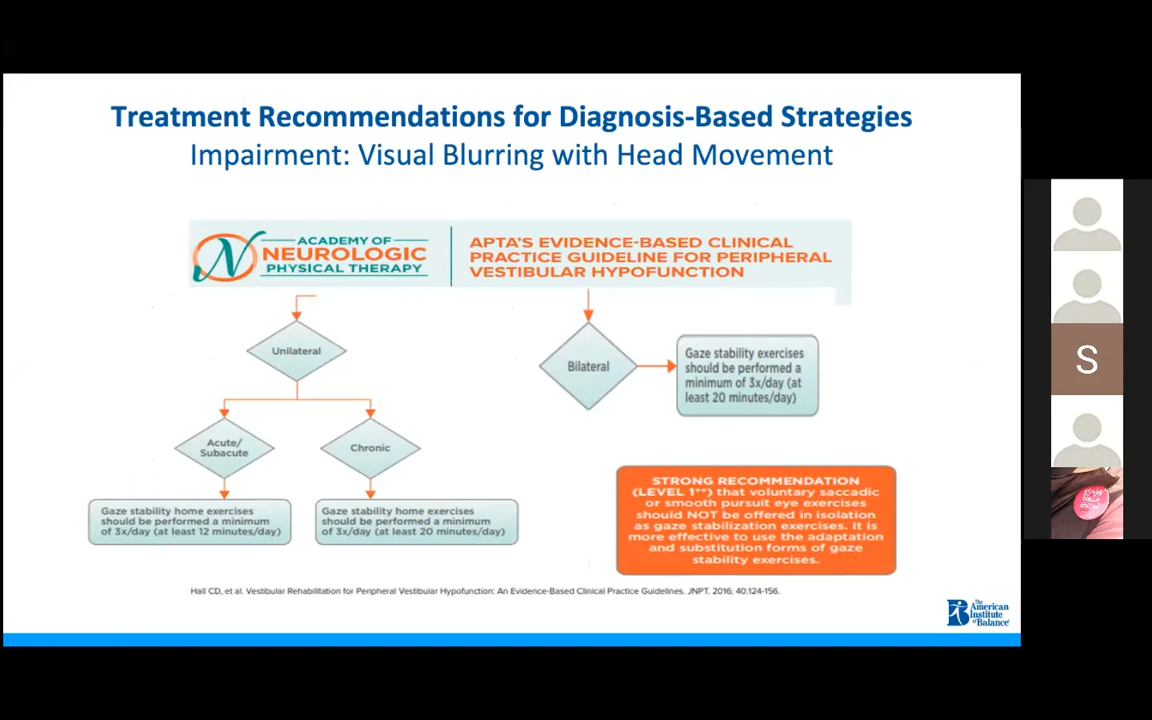 Treatment Recommendations for Diagnosis-Based Strategies
Impairment: Visual Blurring with Head Movement
ACADEMY OF
NEUROLOGIC
PHYSICAL THERAPY
APTA'S EVIDENCE-BASED CLINICAL
PRACTICE GUIDELINE FOR PERIPHERAL
VESTIBULAR HYPOFUNCTION
Unilateral
Bilateral
Gaze stability exercises
should be performed a
minimum of 3x/day (at
least 20 minutes/day)
Acute/
Subacute
Chronic
Gaze stability home exercises
should be performed a minimum
of 3x/day (at least 12 minutes/day)
Gaze stability home exercises
should be performed a minimum
of 3x/day (at least 20 minutes/day)
STRONG RECOMMENDATION
(LEVEL 1**) that voluntary saccadic
or smooth pursuit eye exercises
should NOT be offered in isolation
as gaze stabilization exercises. It is
more effective to use the adaptation
and substitution forms of gaze
stability exercises.
Hall CD, et al. Vestibular Rehabilitation for Peripheral Vestibular Hypofunction: An Evidence-Based Clinical Practice Guidelines. JNPT. 2016; 40:124-156.
The
American
Institute
of Balance
S